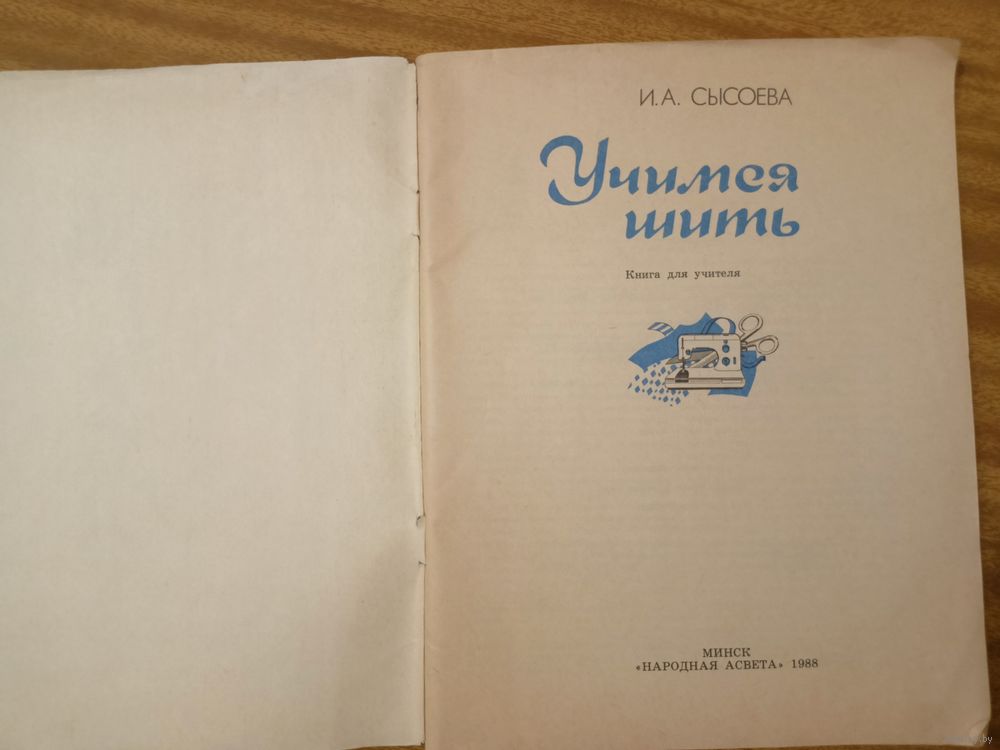 И.А. СЫСОЕВА
Учимся
шить
Книга для учителя
МИНСК
«НАРОДНАЯ АСВЕТА» 1988